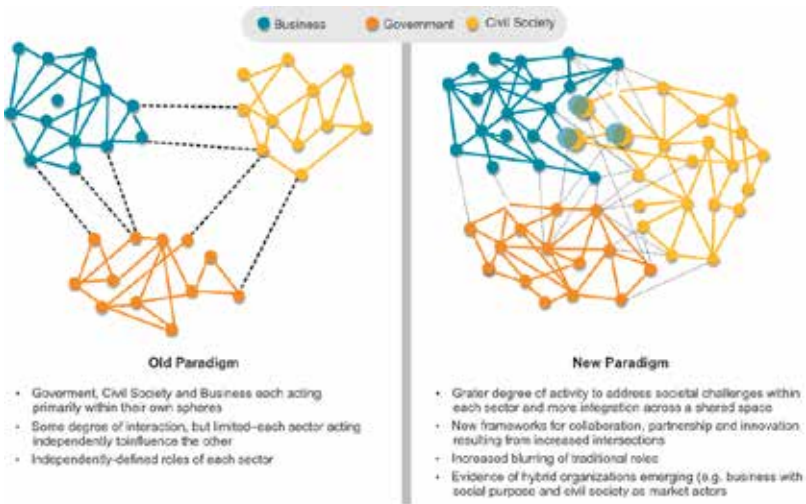 Business Government Civil Society
Old Paradigm
• Goverment, Civil Society and Business each acting
primarily within their own spheres
• Some degree of interaction, but limited–each sector acting
independently toinfluence the other
• Independently-defined roles of each sector
New Paradigm
• Grater degree of activity to address societal challenges within
each sector and more integration across a shared space
• New frameworks for collaboration, partnership and innovation
resulting from increased intersections
• Increased blurring of traditional roles
• Evidence of hybrid organizations emerging (e.g. business with
social purpose and civil society as market actors